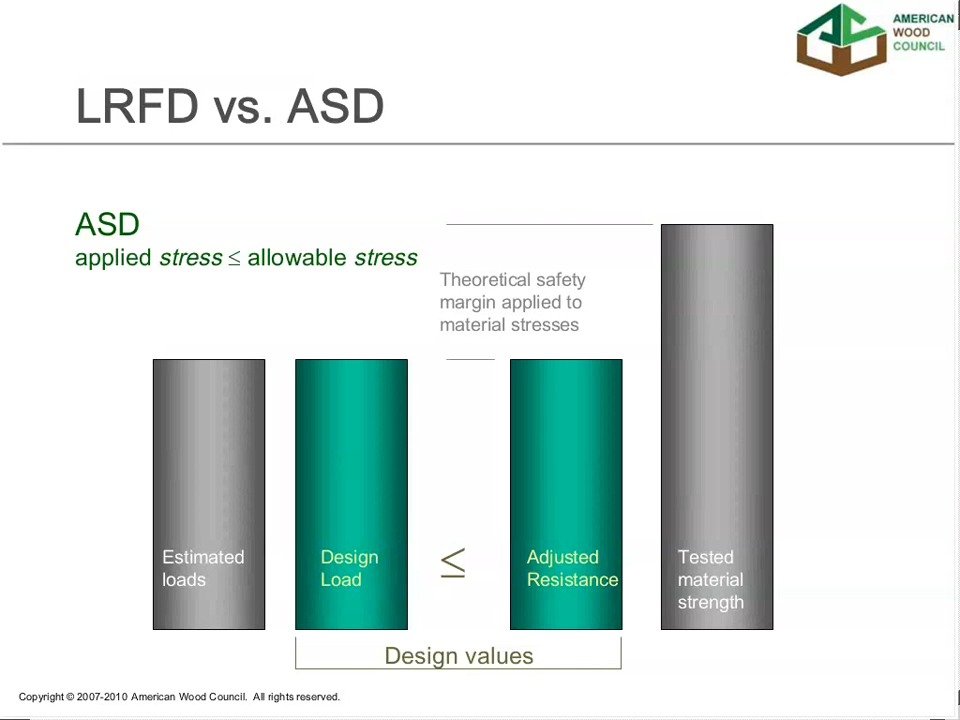 AMERICAN
WOOD
COUNCIL
LRFD vs. ASD
ASD
applied stress ≤ allowable stress
Theoretical safety
margin applied to
material stresses
Estimated
loads
Design
Load
≤
Adjusted
Resistance
Tested
material
strength
Design values
Copyright © 2007-2010 American Wood Council. All rights reserved.